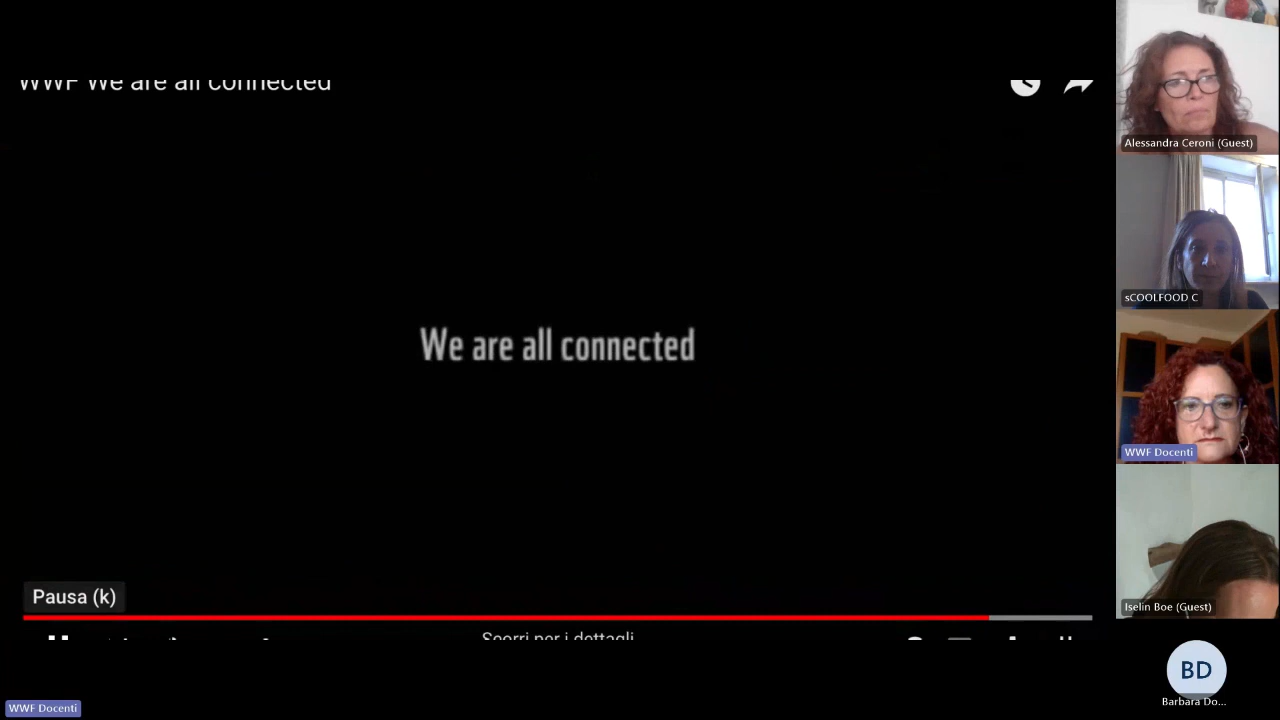 WWF We are all connected
We are all connected
Pausa (k)
Scorri per i dettagli
WWF Docenti
Alessandra Ceroni (Guest)
sCOOLFOOD C
WWF Docenti
Iselin Boe (Guest)
BD
Barbara Do...